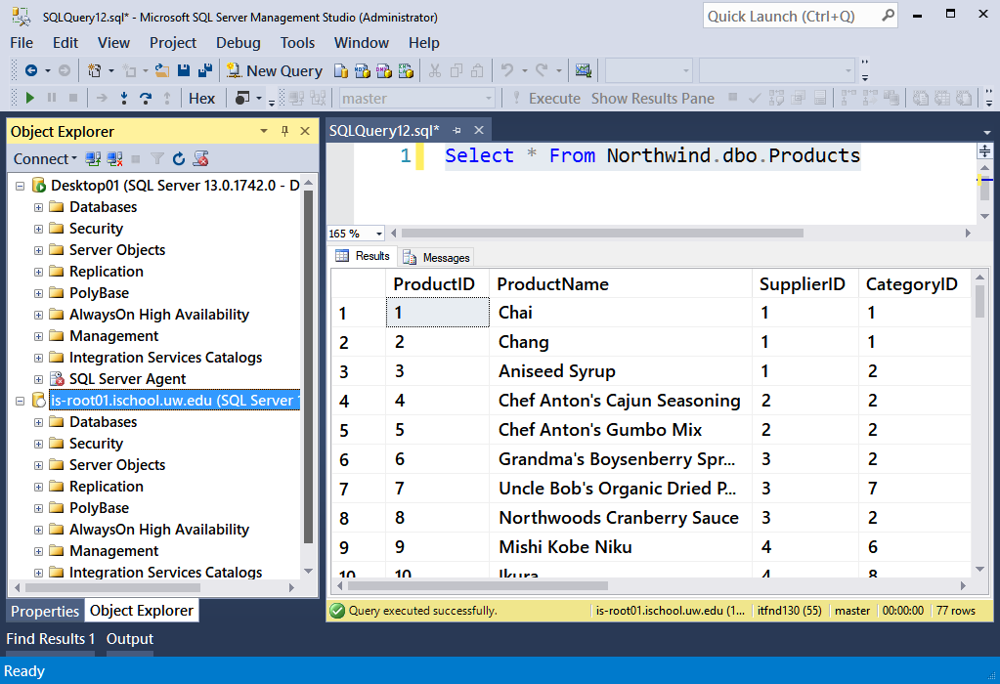 SQLQuery12.sql* - Microsoft SQL Server Management Studio (Administrator)
Quick Launch (Ctrl+Q)
File Edit View Project Debug Tools Window Help
New Query
Hex
master
Execute Show Results Pane
Object Explorer
Connect
Desktop01 (SQL Server 13.0.1742.0 - D
Databases
Security
Server Objects
Replication
PolyBase
AlwaysOn High Availability
Management
Integration Services Catalogs
SQL Server Agent
is-root01.ischool.uw.edu (SQL Server
Databases
Security
Server Objects
Replication
PolyBase
AlwaysOn High Availability
Management
Integration Services Catalogs
Properties Object Explorer
SQLQuery12.sql*
1 Select * From Northwind.dbo.Products
165 %
Results Messages
ProductID ProductName SupplierID CategoryID
1 1 Chai 1 1
2 2 Chang 1 1
3 3 Aniseed Syrup 1 2
4 4 Chef Anton's Cajun Seasoning 2 2
5 5 Chef Anton's Gumbo Mix 2 2
6 6 Grandma's Boysenberry Spr... 3 2
7 7 Uncle Bob's Organic Dried P... 3 7
8 8 Northwoods Cranberry Sauce 3 2
9 9 Mishi Kobe Niku 4 6
10 10 Ikura 4 8
Query executed successfully. is-root01.ischool.uw.edu (1... itfnd130 (55) master 00:00:00 77 rows
Find Results 1 Output
Ready